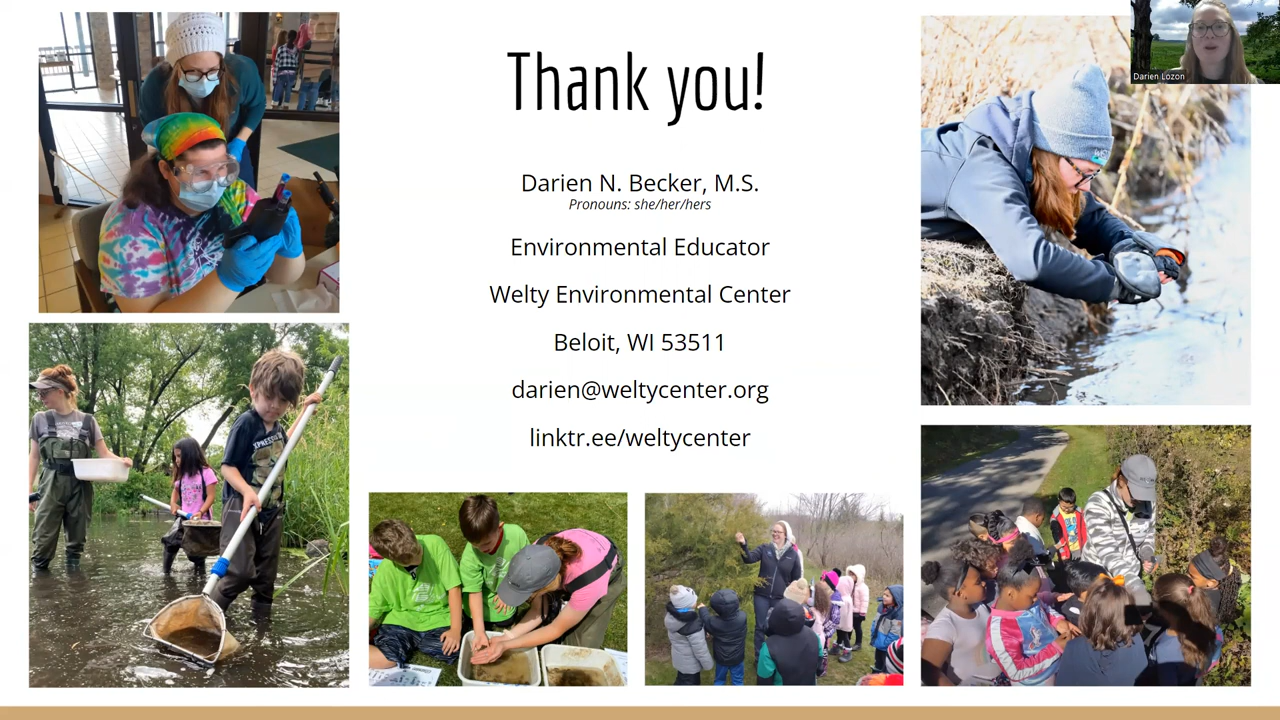 Thank you!
Darien N. Becker, M.S.
Pronouns: she/her/hers
Environmental Educator
Welty Environmental Center
Beloit, WI 53511
darien@weltycenter.org
linktr.ee/weltycenter
Darien Lozon